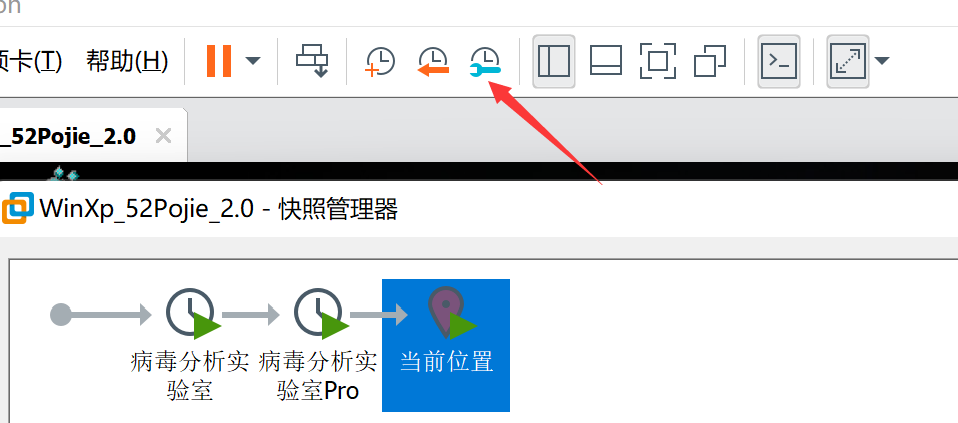 on
卡(T) 帮助(H)
_52Pojie_2.0
WinXp_52Pojie_2.0 - 快照管理器
病毒分析实
验室
病毒分析实
验室Pro
当前位置